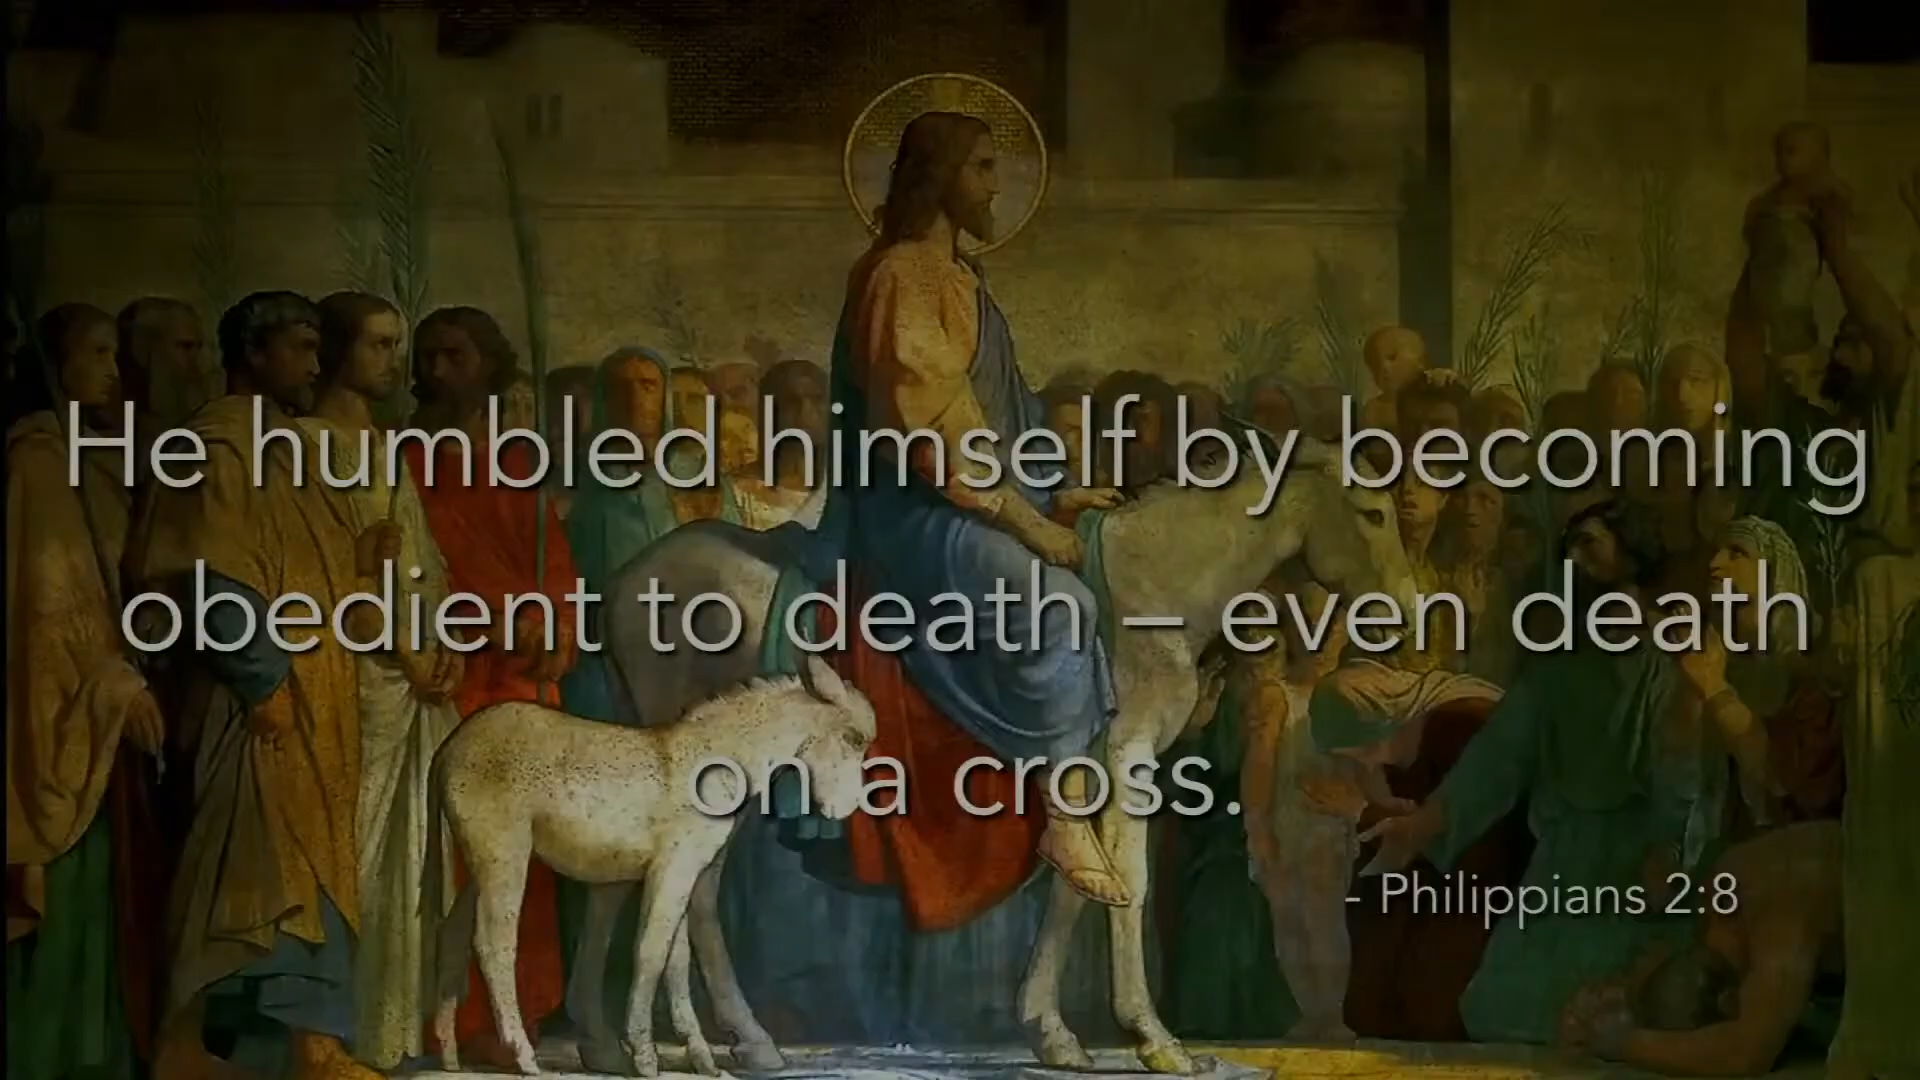 He humbled himself by becoming
obedient to death – even death
on a cross.
- Philippians 2:8